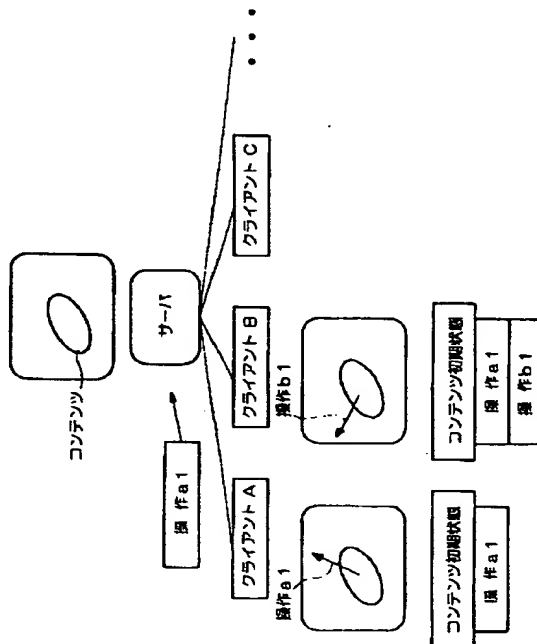 コンテンツ
サーバ
操作a1
クライアントA
クライアントB
クライアントC
操作a1
操作b1
コンテンツ初期状態
操作a1
コンテンツ初期状態
操作a1
操作b1